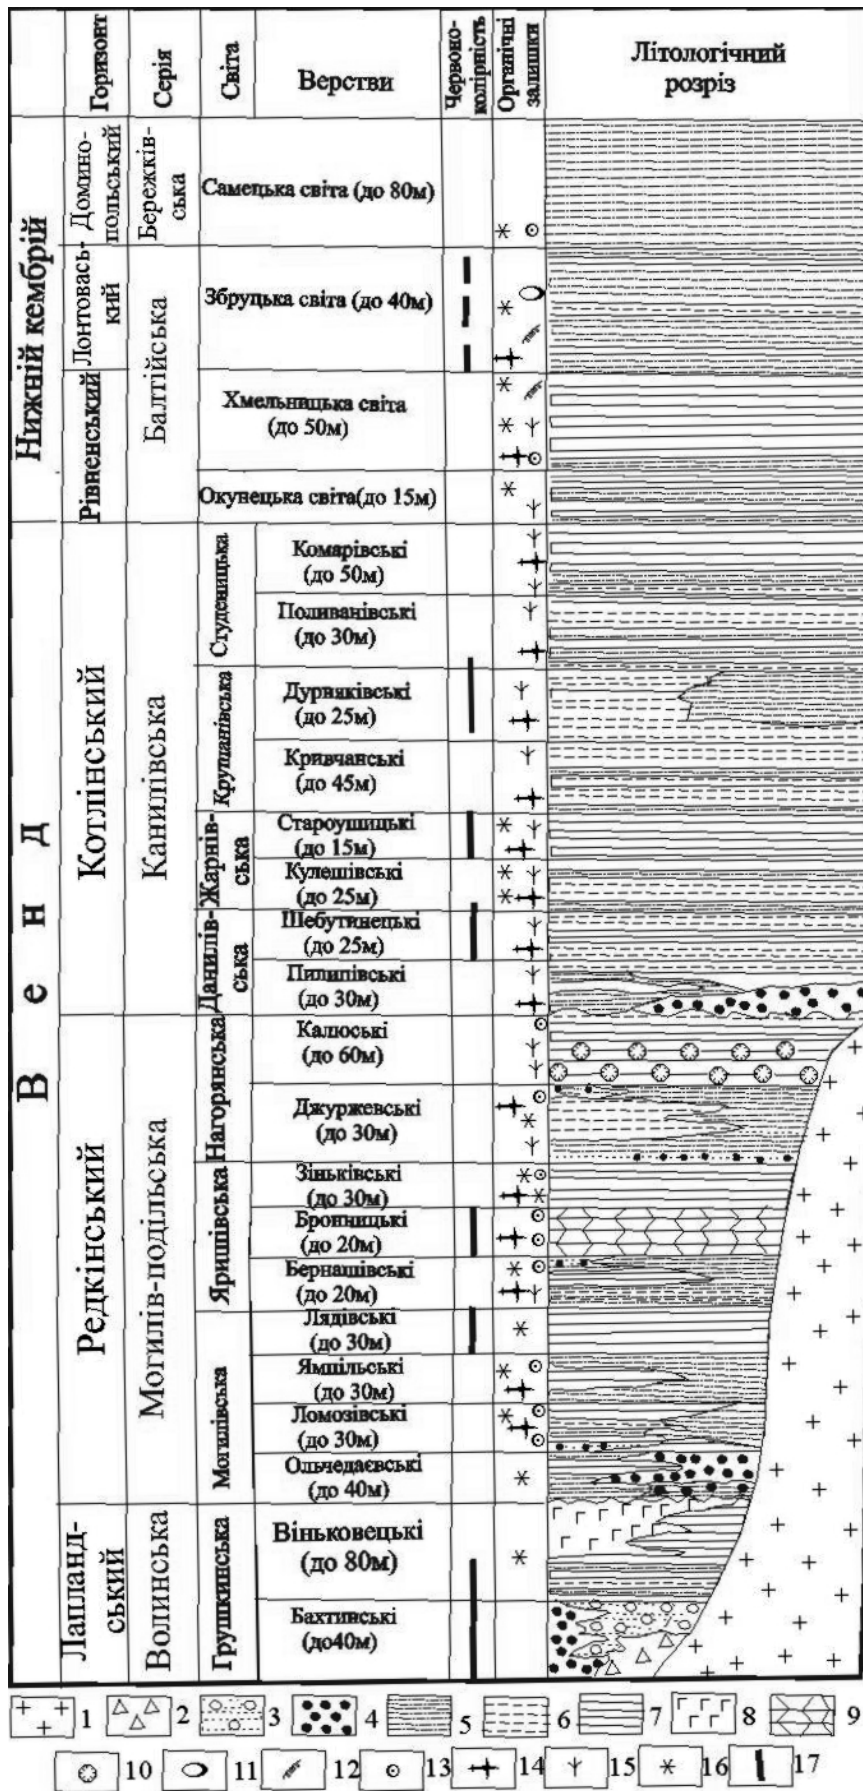 Горизонт
Серія
Світа
Верстви
Червоно-
колірність
Органічні
залишки
Літологічний
розріз
Нижній кембрій
Домино-
польський
Бережків-
ська
Самецька світа (до 80м)
Лонтовась-
кий
Балтійська
Збруцька світа (до 40м)
Рівненський
Хмельницька світа
(до 50м)
Окунецька світа(до 15м)
Венд
Котлінський
Канилівська
Студеницька
Комарівські
(до 50м)
Поливанівські
(до 30м)
Крушанівська
Дурняківські
(до 25м)
Кривчанські
(до 45м)
Жарнів-
ська
Староушицькі
(до 15м)
Кулешівські
(до 25м)
Данилів-
ська
Шебутинецькі
(до 25м)
Пилипівські
(до 30м)
Редкінський
Могилів-подільська
Нагорянська
Калюські
(до 60м)
Джуржевські
(до 30м)
Яришівська
Зіньківські
(до 30м)
Бронницькі
(до 20м)
Бернашівські
(до 20м)
Могилівська
Лядівські
(до 30м)
Ямпільські
(до 30м)
Ломозівські
(до 30м)
Ольчедаєвські
(до 40м)
Лапланд-
ський
Волинська
Грушкинська
Віньковецькі
(до 80м)
Бахтинські
(до40м)
1 2 3 4 5 6 7 8 9
10 11 12 13 14 15 16 17